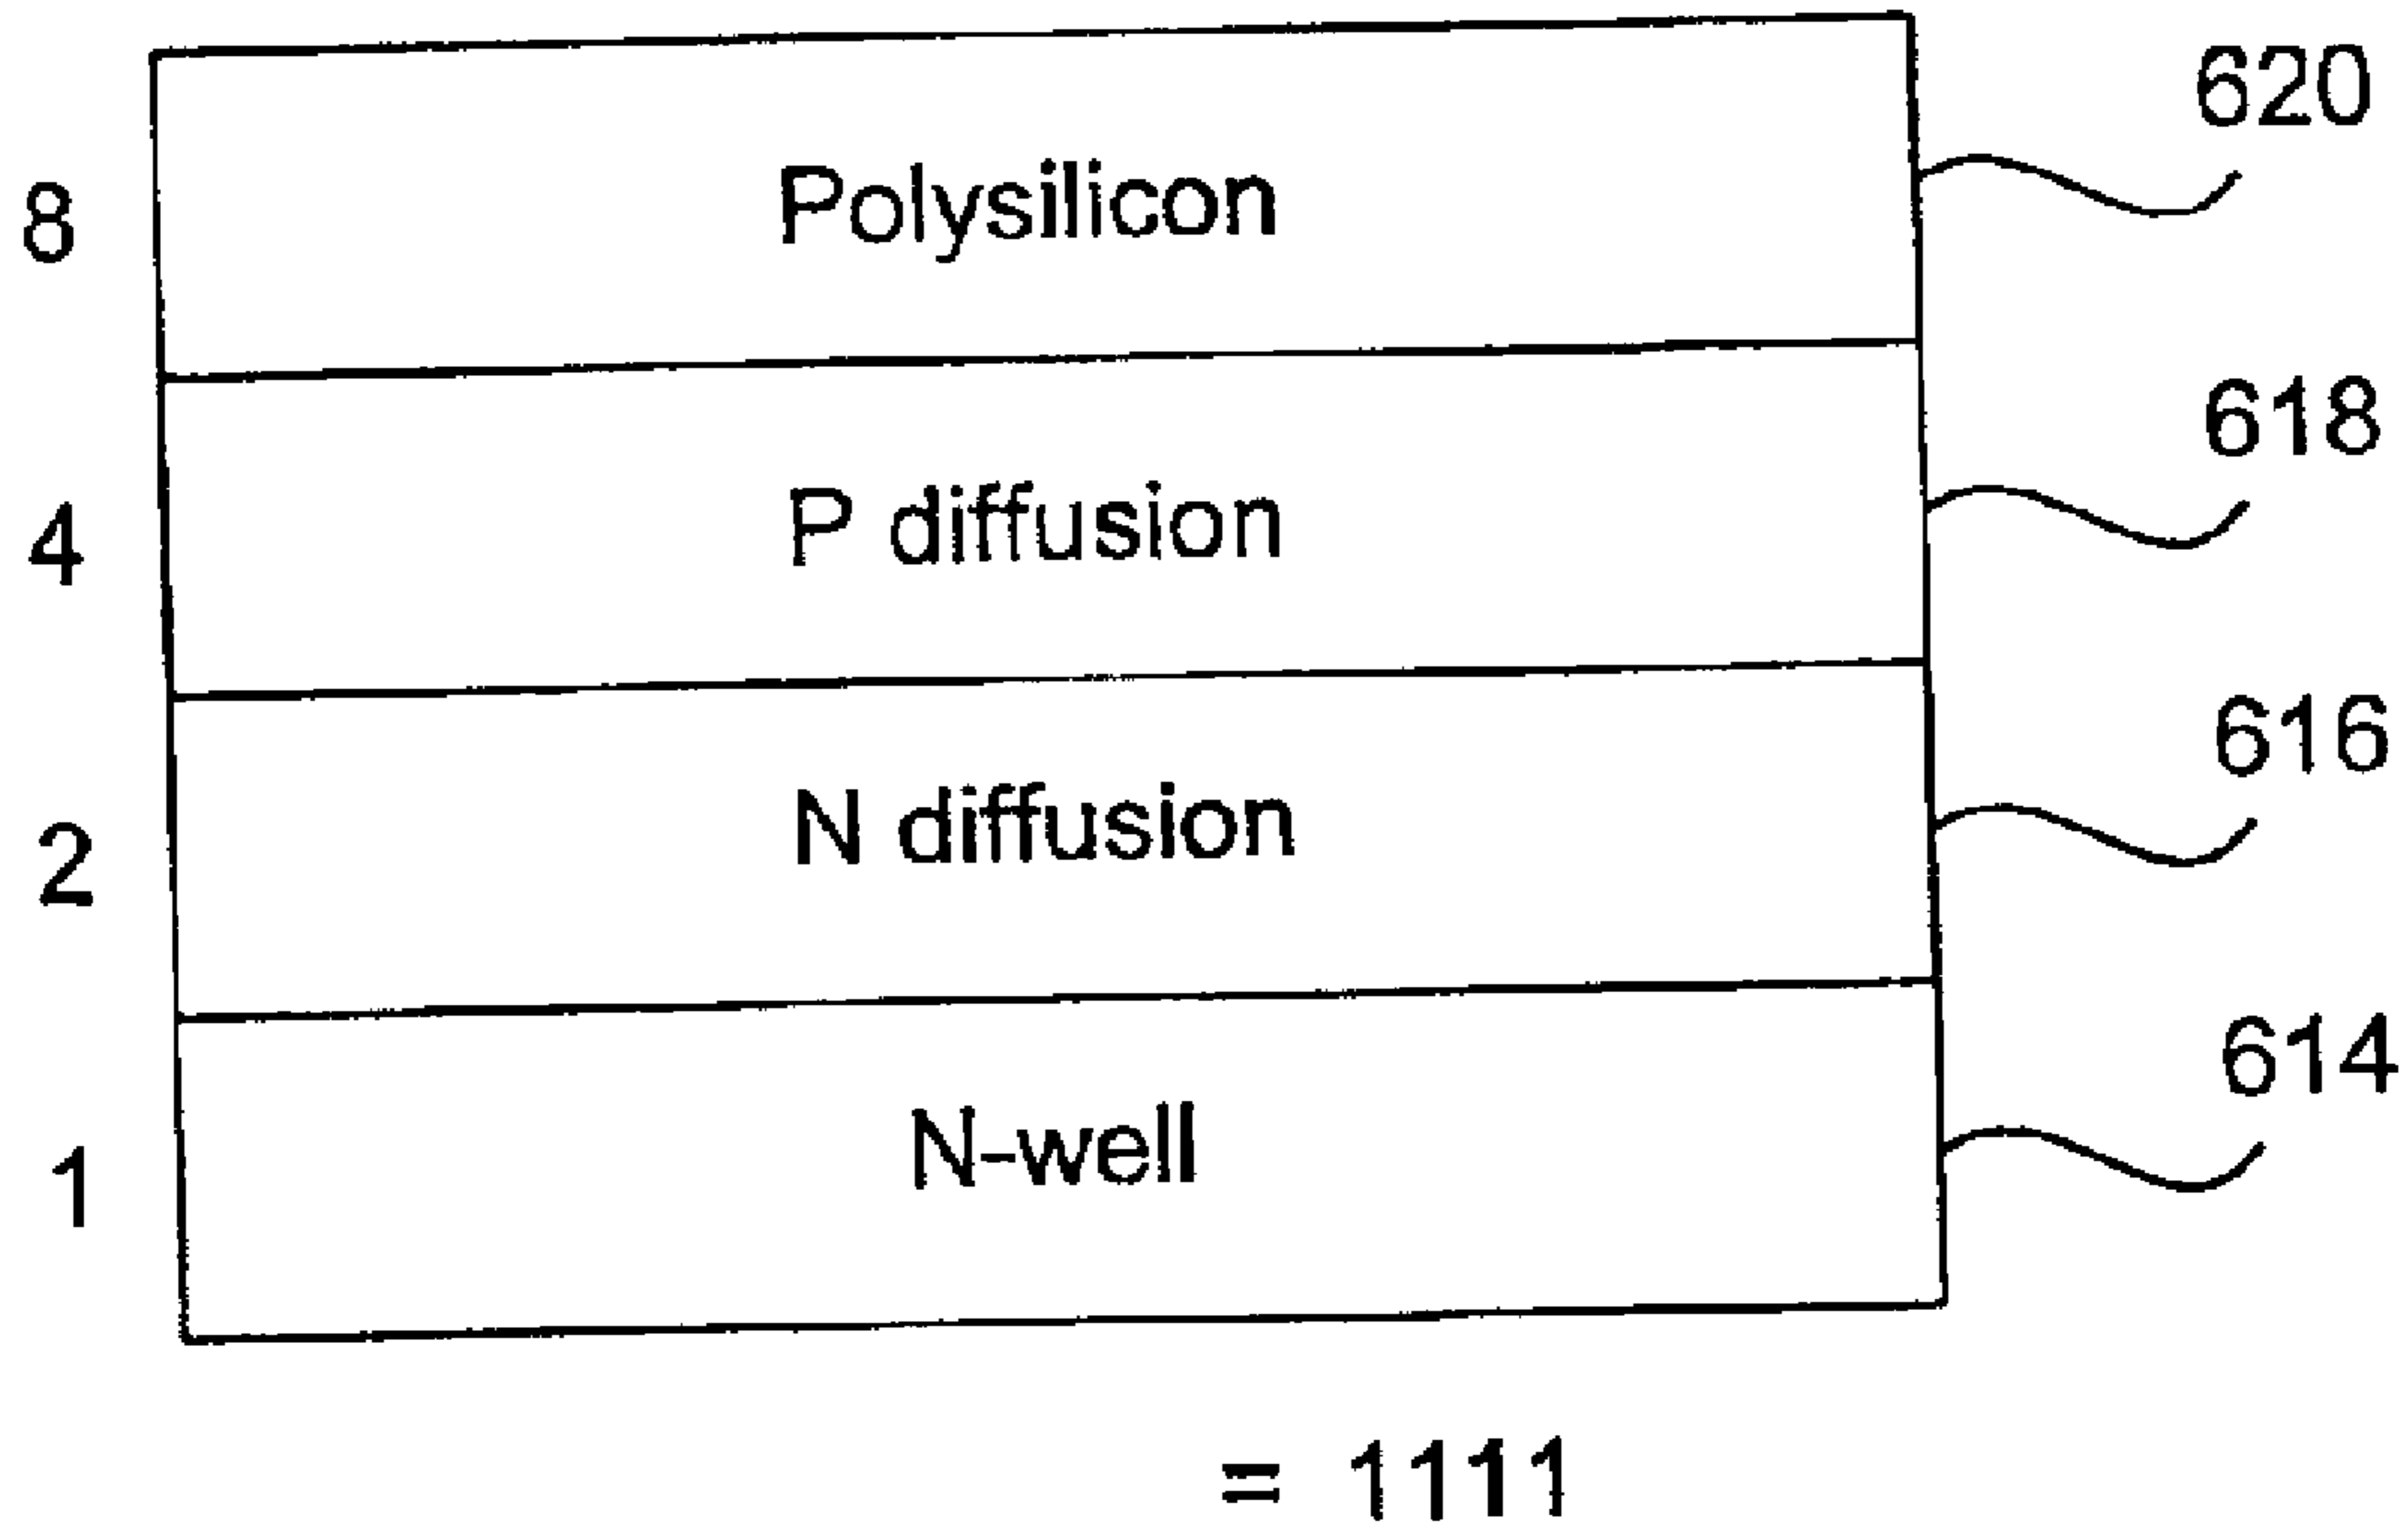 620
8 Polysilicon
618
4 P diffusion
616
2 N diffusion
614
1 N-well
= 1111